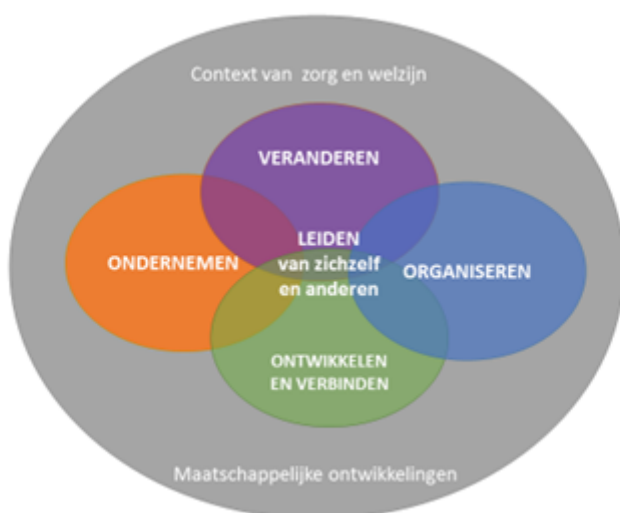 Context van zorg en welzijn
VERANDEREN
LEIDEN
van zichzelf
en anderen
ONDERNEMEN
ORGANISEREN
ONTWIKKELEN
EN VERBINDEN
Maatschappelijke ontwikkelingen